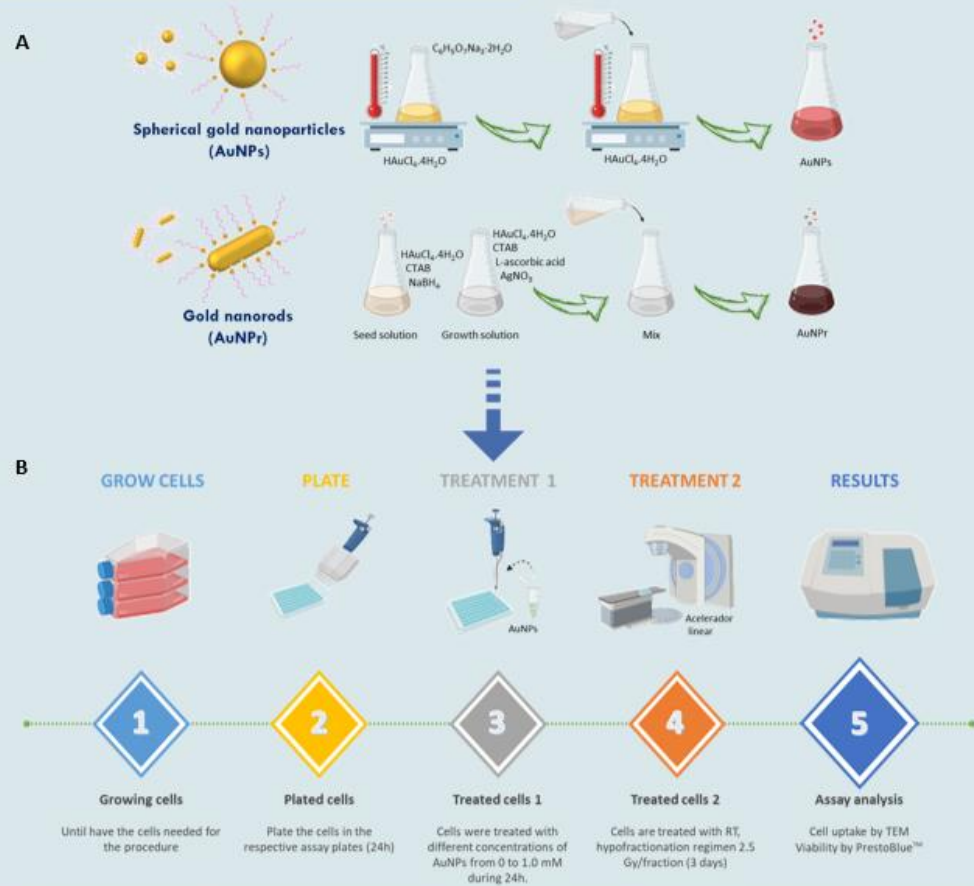 A
C₆H₅O₇Na₃·2H₂O
Spherical gold nanoparticles
(AuNPs)
HAuCl₄.4H₂O
HAuCl₄.4H₂O
AuNPs
HAuCl₄.4H₂O
CTAB
NaBH₄
HAuCl₄.4H₂O
CTAB
L-ascorbic acid
AgNO₃
Gold nanorods
(AuNPr)
Seed solution
Growth solution
Mix
AuNPr
B
GROW CELLS
PLATE
TREATMENT 1
TREATMENT 2
RESULTS
AuNPs
Acelerador
linear
1
2
3
4
5
Growing cells
Until have the cells needed for
the procedure
Plated cells
Plate the cells in the
respective assay plates (24h)
Treated cells 1
Cells were treated with
different concentrations of
AuNPs from 0 to 1.0 mM
during 24h.
Treated cells 2
Cells are treated with RT,
hypofractionation regimen 2.5
Gy/fraction (3 days)
Assay analysis
Cell uptake by TEM
Viability by PrestoBlue™